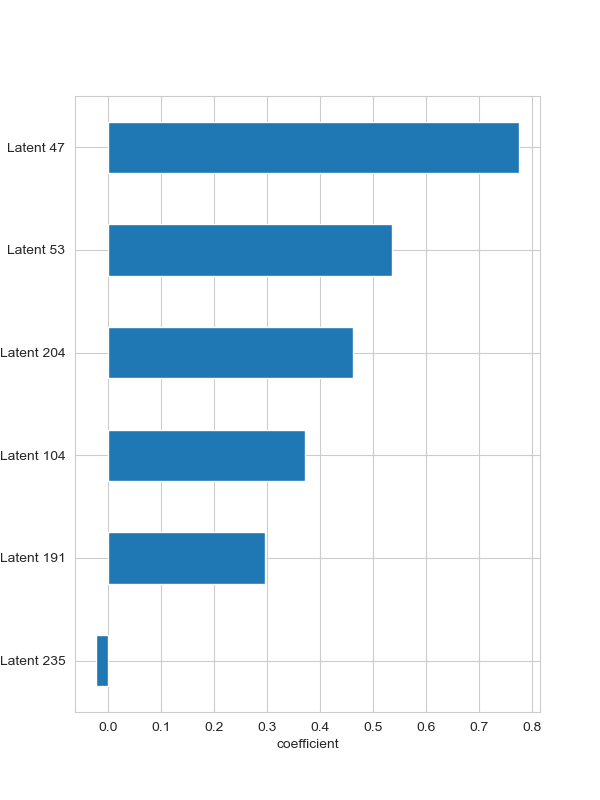 Latent 47
Latent 53
Latent 204
Latent 104
Latent 191
Latent 235
0.0 0.1 0.2 0.3 0.4 0.5 0.6 0.7 0.8
coefficient